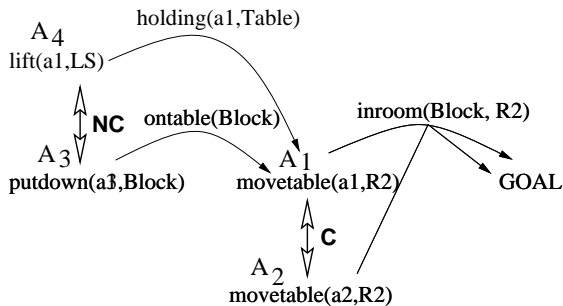 holding(a1,Table)
A4
lift(a1,LS)
NC
ontable(Block)
inroom(Block, R2)
A3
putdown(a1,Block)
A1
movetable(a1,R2)
GOAL
C
A2
movetable(a2,R2)